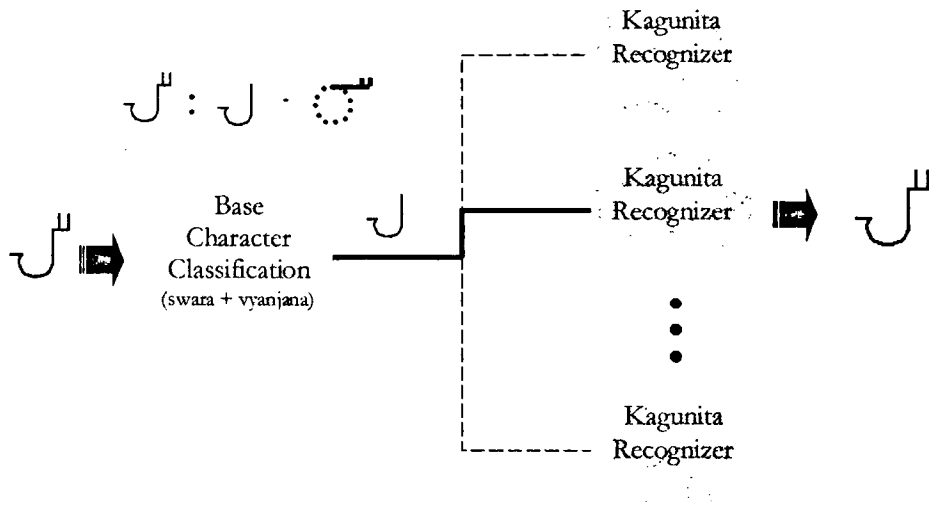 Kagunita
Recognizer
Base
Character
Classification
(swara + vyanjana)
Kagunita
Recognizer
Kagunita
Recognizer